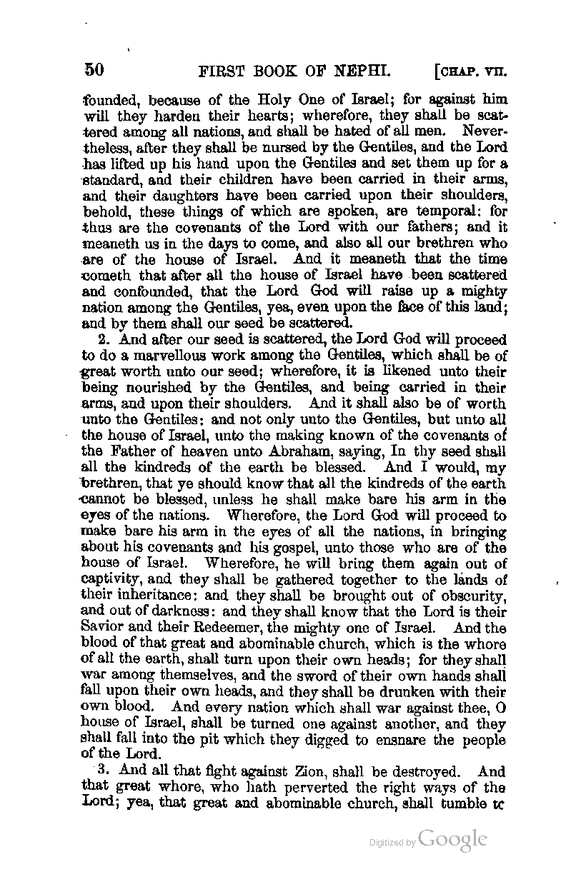 50 FIRST BOOK OF NEPHI. [CHAP. VII.
founded, because of the Holy One of Israel; for against him
will they harden their hearts; wherefore, they shall be scat-
tered among all nations, and shall be hated of all men. Never-
theless, after they shall be nursed by the Gentiles, and the Lord
has lifted up his hand upon the Gentiles and set them up for a
standard, and their children have been carried in their arms,
and their daughters have been carried upon their shoulders,
behold, these things of which are spoken, are temporal: for
thus are the covenants of the Lord with our fathers; and it
meaneth us in the days to come, and also all our brethren who
are of the house of Israel. And it meaneth that the time
cometh that after all the house of Israel have been scattered
and confounded, that the Lord God will raise up a mighty
nation among the Gentiles, yea, even upon the face of this land;
and by them shall our seed be scattered.
2. And after our seed is scattered, the Lord God will proceed
to do a marvellous work among the Gentiles, which shall be of
great worth unto our seed; wherefore, it is likened unto their
being nourished by the Gentiles, and being carried in their
arms, and upon their shoulders. And it shall also be of worth
unto the Gentiles: and not only unto the Gentiles, but unto all
the house of Israel, unto the making known of the covenants of
the Father of heaven unto Abraham, saying, In thy seed shall
all the kindreds of the earth be blessed. And I would, my
brethren, that ye should know that all the kindreds of the earth
cannot be blessed, unless he shall make bare his arm in the
eyes of the nations. Wherefore, the Lord God will proceed to
make bare his arm in the eyes of all the nations, in bringing
about his covenants and his gospel, unto those who are of the
house of Israel. Wherefore, he will bring them again out of
captivity, and they shall be gathered together to the lands of
their inheritance; and they shall be brought out of obscurity,
and out of darkness: and they shall know that the Lord is their
Savior and their Redeemer, the mighty one of Israel. And the
blood of that great and abominable church, which is the whore
of all the earth, shall turn upon their own heads; for they shall
war among themselves, and the sword of their own hands shall
fall upon their own heads, and they shall be drunken with their
own blood. And every nation which shall war against thee, O
house of Israel, shall be turned one against another, and they
shall fall into the pit which they digged to ensnare the people
of the Lord.
3. And all that fight against Zion, shall be destroyed. And
that great whore, who hath perverted the right ways of the
Lord; yea, that great and abominable church, shall tumble to
Digitized by Google